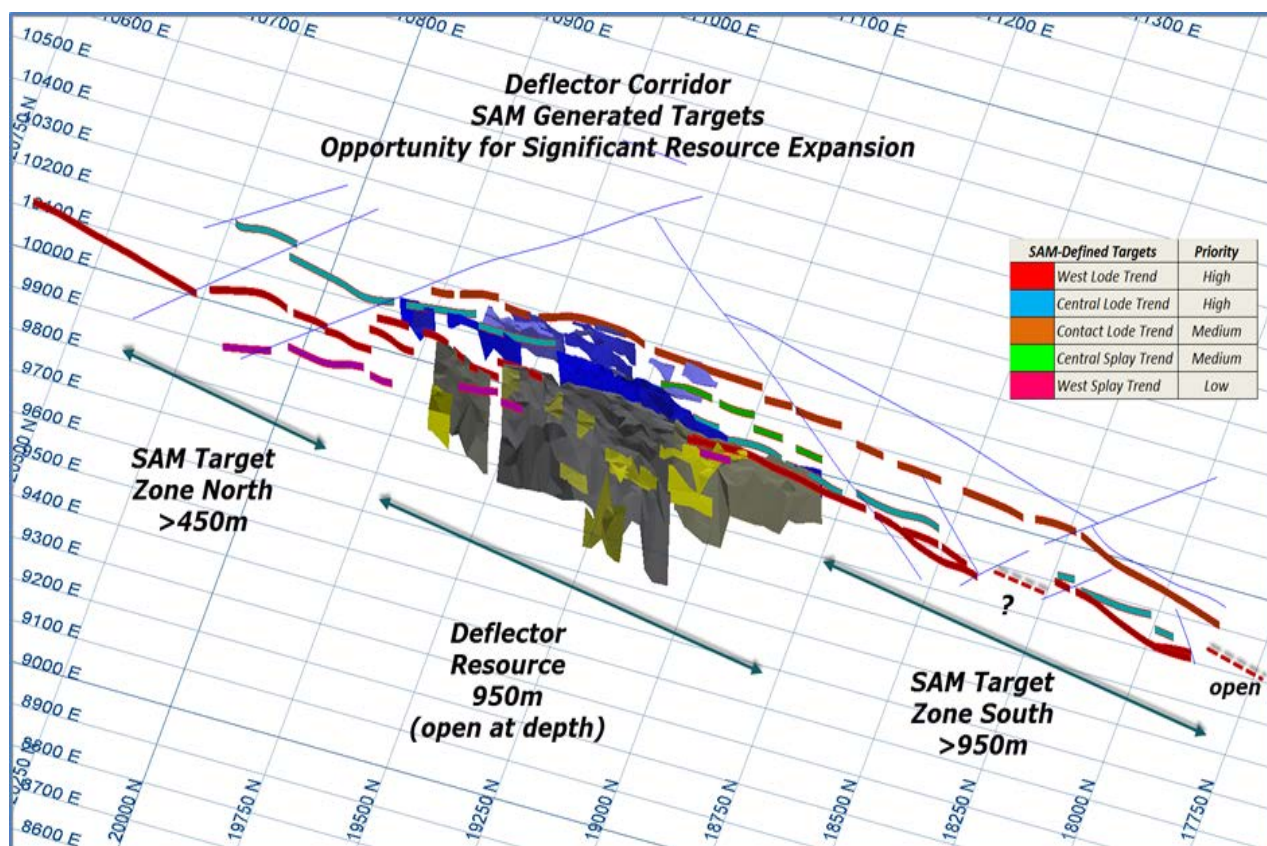 10600 E
10700 E
10800 E
10900 E
11000 E
11100 E
11200 E
11300 E
10500 E
10400 E
10300 E
10200 E
10100 E
10000 E
9900 E
9800 E
9700 E
9600 E
9500 E
9400 E
9300 E
9200 E
9100 E
9000 E
8900 E
8800 E
8700 E
8600 E
Deflector Corridor
SAM Generated Targets
Opportunity for Significant Resource Expansion
SAM-Defined Targets Priority
West Lode Trend High
Central Lode Trend High
Contact Lode Trend Medium
Central Splay Trend Medium
West Splay Trend Low
SAM Target
Zone North
>450m
Deflector
Resource
950m
(open at depth)
SAM Target
Zone South
>950m
?
open
20000 N
19750 N
19500 N
19250 N
19000 N
18750 N
18500 N
18250 N
18000 N
17750 N